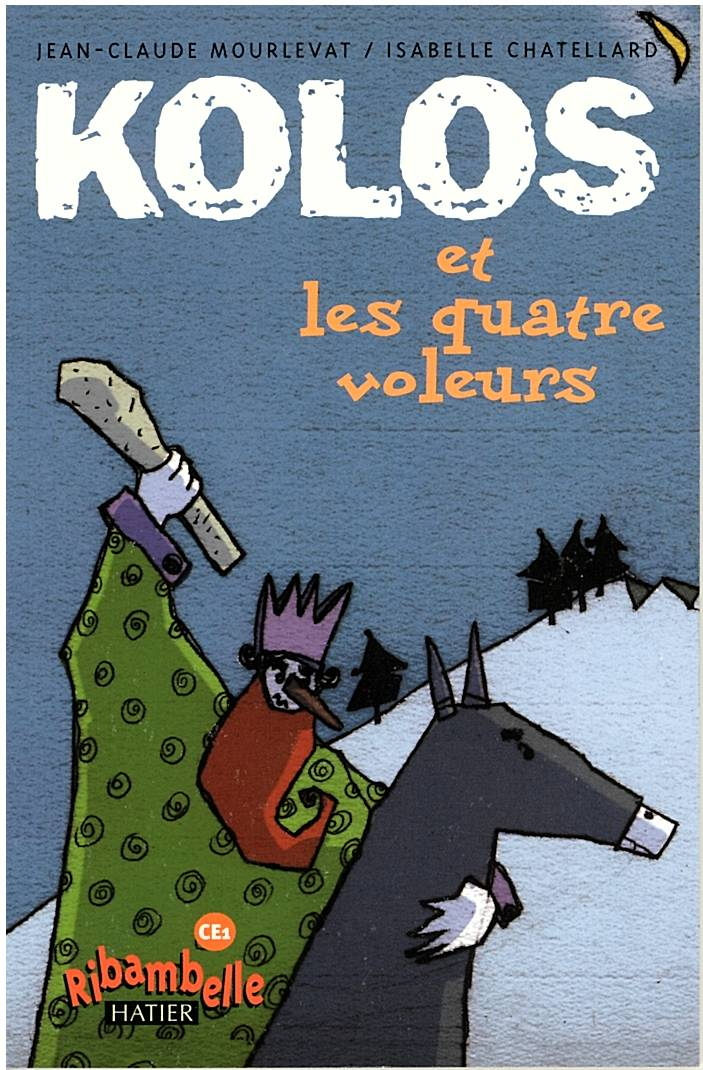 JEAN-CLAUDE MOURLEVAT / ISABELLE CHATELLARD
KOLOS
et
les quatre
voleurs
CE1
Ribambelle
HATIER